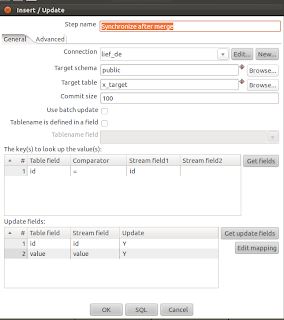 Insert / Update
Step name Synchronize after merge
General Advanced
Connection lief_de Edit... New...
Target schema public Browse...
Target table x_target Browse...
Commit size 100
Use batch update
Tablename is defined in a field
Tablename field
The key(s) to look up the value(s):
# Table field Comparator Stream field1 Stream field2 Get fields
1 id = id
Update fields:
# Table field Stream field Update Get update fields
1 id id Y Edit mapping
2 value value Y
OK SQL Cancel